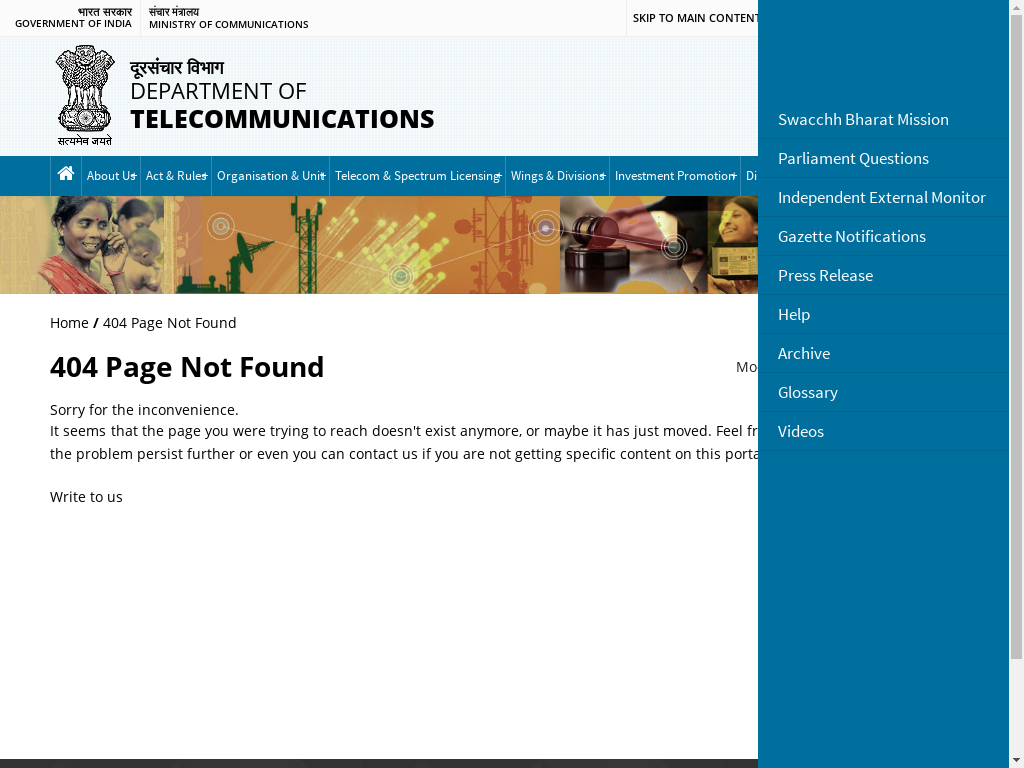 भारत सरकार
GOVERNMENT OF INDIA
संचार मंत्रालय
MINISTRY OF COMMUNICATIONS
SKIP TO MAIN CONTENT
सत्यमेव जयते
दूरसंचार विभाग
DEPARTMENT OF
TELECOMMUNICATIONS
About Us
Act & Rules
Organisation & Unit
Telecom & Spectrum Licensing
Wings & Divisions
Investment Promotion
Di
Home / 404 Page Not Found
404 Page Not Found
Mo
Sorry for the inconvenience.
It seems that the page you were trying to reach doesn't exist anymore, or maybe it has just moved. Feel fr
the problem persist further or even you can contact us if you are not getting specific content on this porta
Write to us
Swacchh Bharat Mission
Parliament Questions
Independent External Monitor
Gazette Notifications
Press Release
Help
Archive
Glossary
Videos